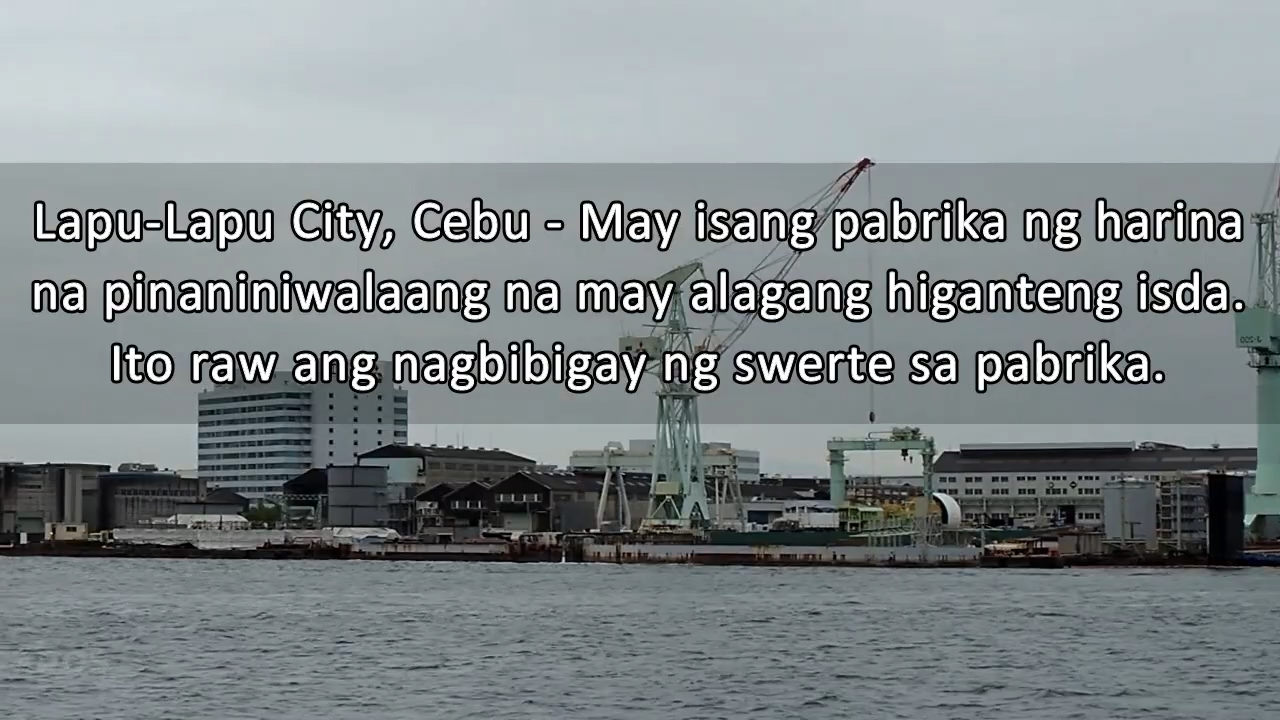 Lapu-Lapu City, Cebu - May isang pabrika ng harina
na pinaniniwalaang na may alagang higanteng isda.
Ito raw ang nagbibigay ng swerte sa pabrika.